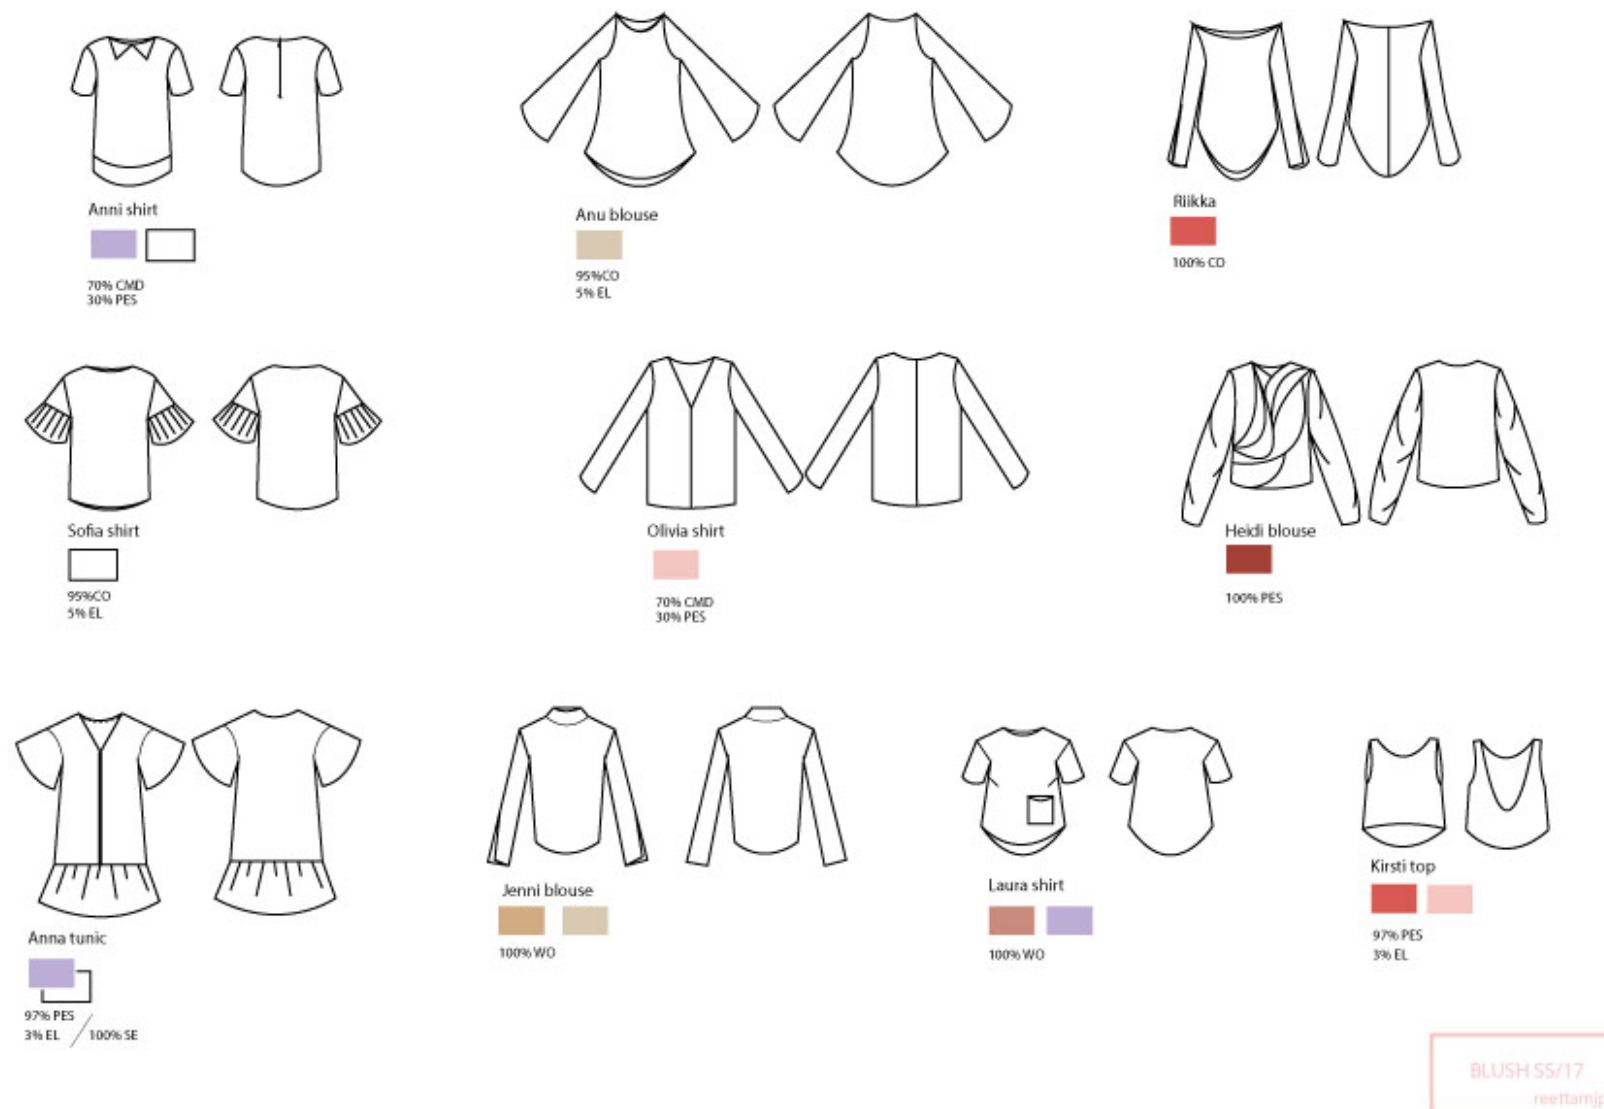 Anni shirt
70% CMD
30% PES
Anu blouse
95%CO
5% EL
Riikka
100% CO
Sofia shirt
95%CO
5% EL
Olivia shirt
70% CMD
30% PES
Heidi blouse
100% PES
Anna tunic
97% PES
3% EL / 100% SE
Jenni blouse
100% WO
Laura shirt
100% WO
Kirsti top
97% PES
3% EL
BLUSH SS/17